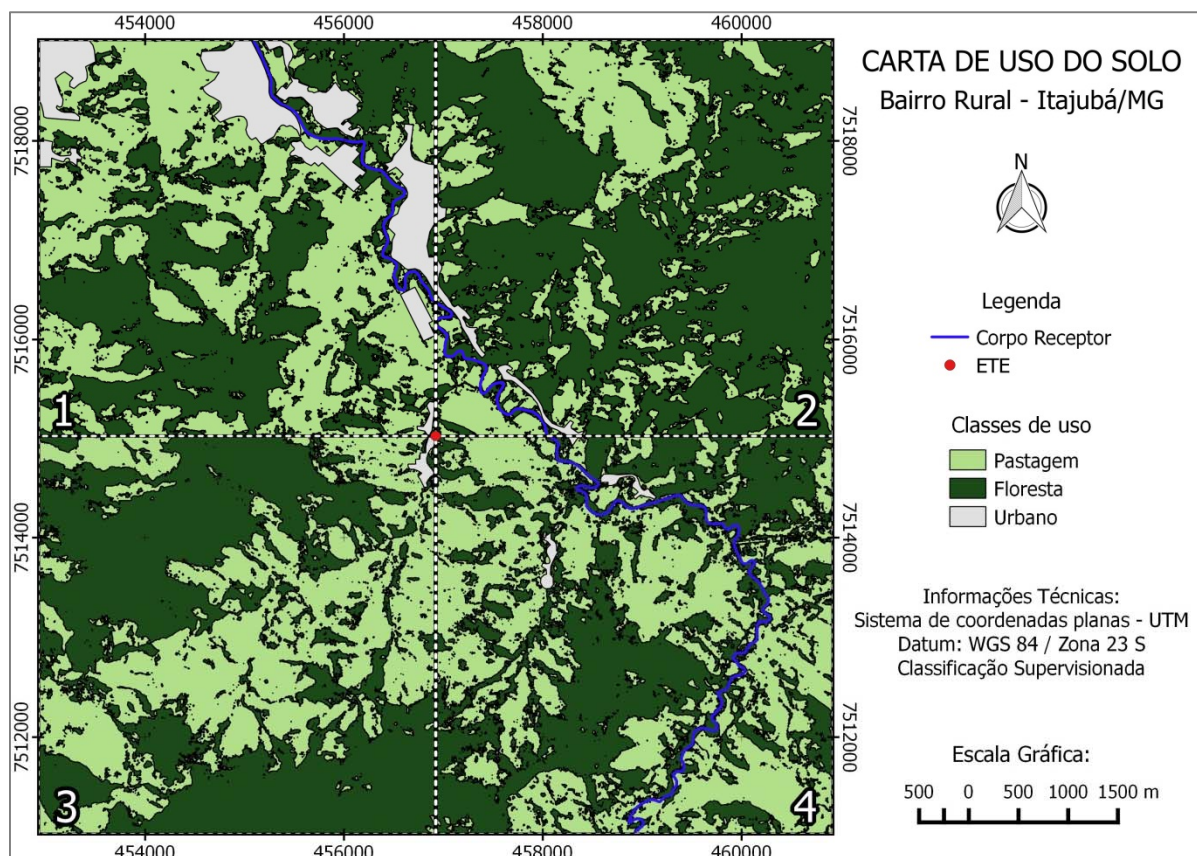 454000 456000 458000 460000
CARTA DE USO DO SOLO
Bairro Rural - Itajubá/MG
N
7518000
7516000
7514000
7512000
7518000
7516000
7514000
7512000
1
2
3
4
Legenda
Corpo Receptor
ETE
Classes de uso
Pastagem
Floresta
Urbano
Informações Técnicas:
Sistema de coordenadas planas - UTM
Datum: WGS 84 / Zona 23 S
Classificação Supervisionada
Escala Gráfica:
500 0 500 1000 1500 m
454000 456000 458000 460000